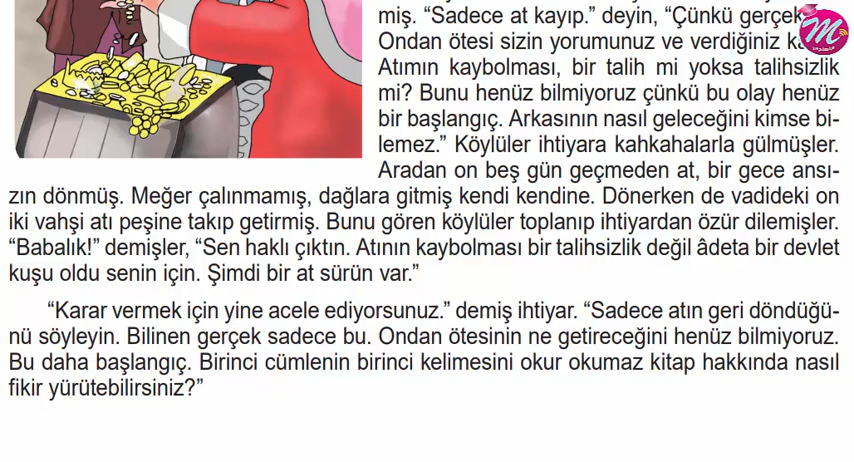 miş. “Sadece at kayıp.” deyin, “Çünkü gerçek
Ondan ötesi sizin yorumunuz ve verdiğiniz
Atımın kaybolması, bir talih mi yoksa talihsizlik
mi? Bunu henüz bilmiyoruz çünkü bu olay henüz
bir başlangıç. Arkasının nasıl geleceğini kimse bi-
lemez.” Köylüler ihtiyara kahkahalarla gülmüşler.
Aradan on beş gün geçmeden at, bir gece ansı-
zın dönmüş. Meğer çalınmamış, dağlara gitmiş kendi kendine. Dönerken de vadideki on
iki vahşi atı peşine takıp getirmiş. Bunu gören köylüler toplanıp ihtiyardan özür dilemişler.
“Babalık!” demişler, “Sen haklı çıktın. Atının kaybolması bir talihsizlik değil âdeta bir devlet
kuşu oldu senin için. Şimdi bir at sürün var.”
“Karar vermek için yine acele ediyorsunuz.” demiş ihtiyar. “Sadece atın geri döndüğü-
nü söyleyin. Bilinen gerçek sadece bu. Ondan ötesinin ne getireceğini henüz bilmiyoruz.
Bu daha başlangıç. Birinci cümlenin birinci kelimesini okur okumaz kitap hakkında nasıl
fikir yürütebilirsiniz?”